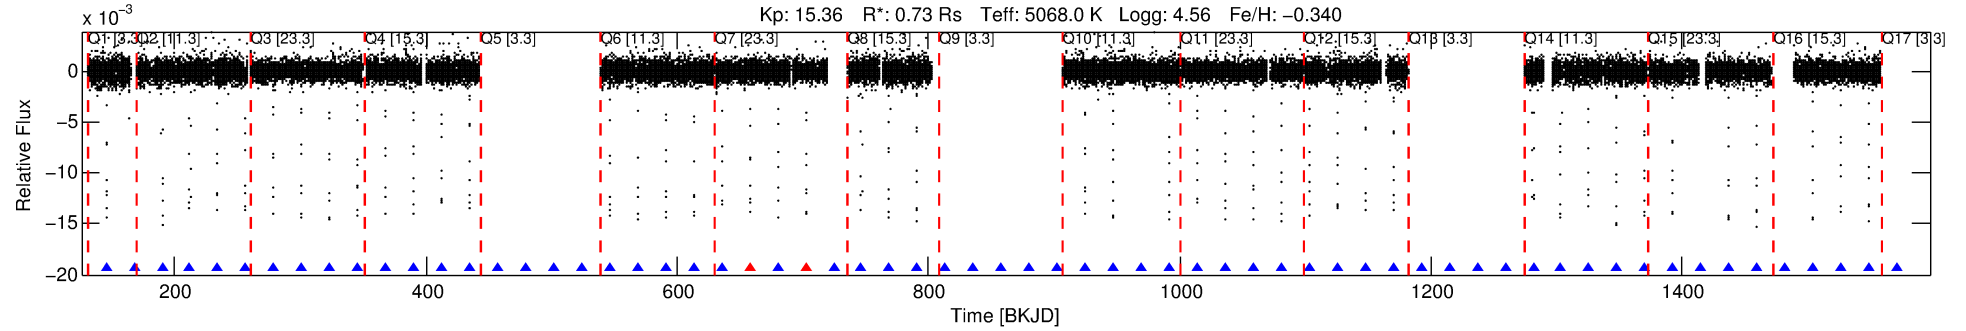 Kp: 15.36 R*: 0.73 Rs Teff: 5068.0 K Logg: 4.56 Fe/H: −0.340
x 10⁻³
Q1 [3.3] Q2 [11.3] Q3 [23.3] Q4 [15.3] Q5 [3.3] Q6 [11.3] Q7 [23.3] Q8 [15.3] Q9 [3.3] Q10 [11.3] Q11 [23.3] Q12 [15.3] Q13 [3.3] Q14 [11.3] Q15 [23.3] Q16 [15.3] Q17 [3.3]
0
−5
−10
−15
−20
Relative Flux
200 400 600 800 1000 1200 1400
Time [BKJD]